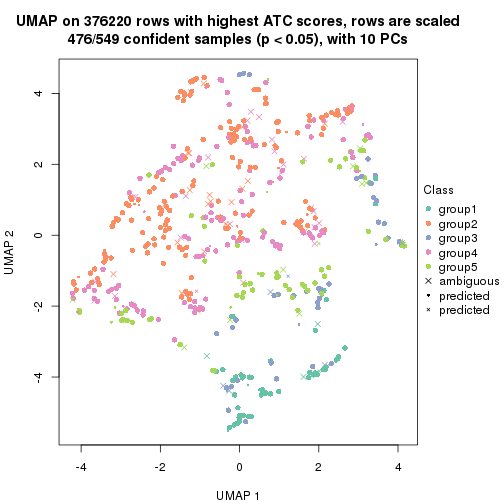 UMAP on 376220 rows with highest ATC scores, rows are scaled
476/549 confident samples (p < 0.05), with 10 PCs
4
2
0
-2
-4
UMAP 2
-4
-2
0
2
4
UMAP 1
Class
group1
group2
group3
group4
group5
ambiguous
predicted
predicted